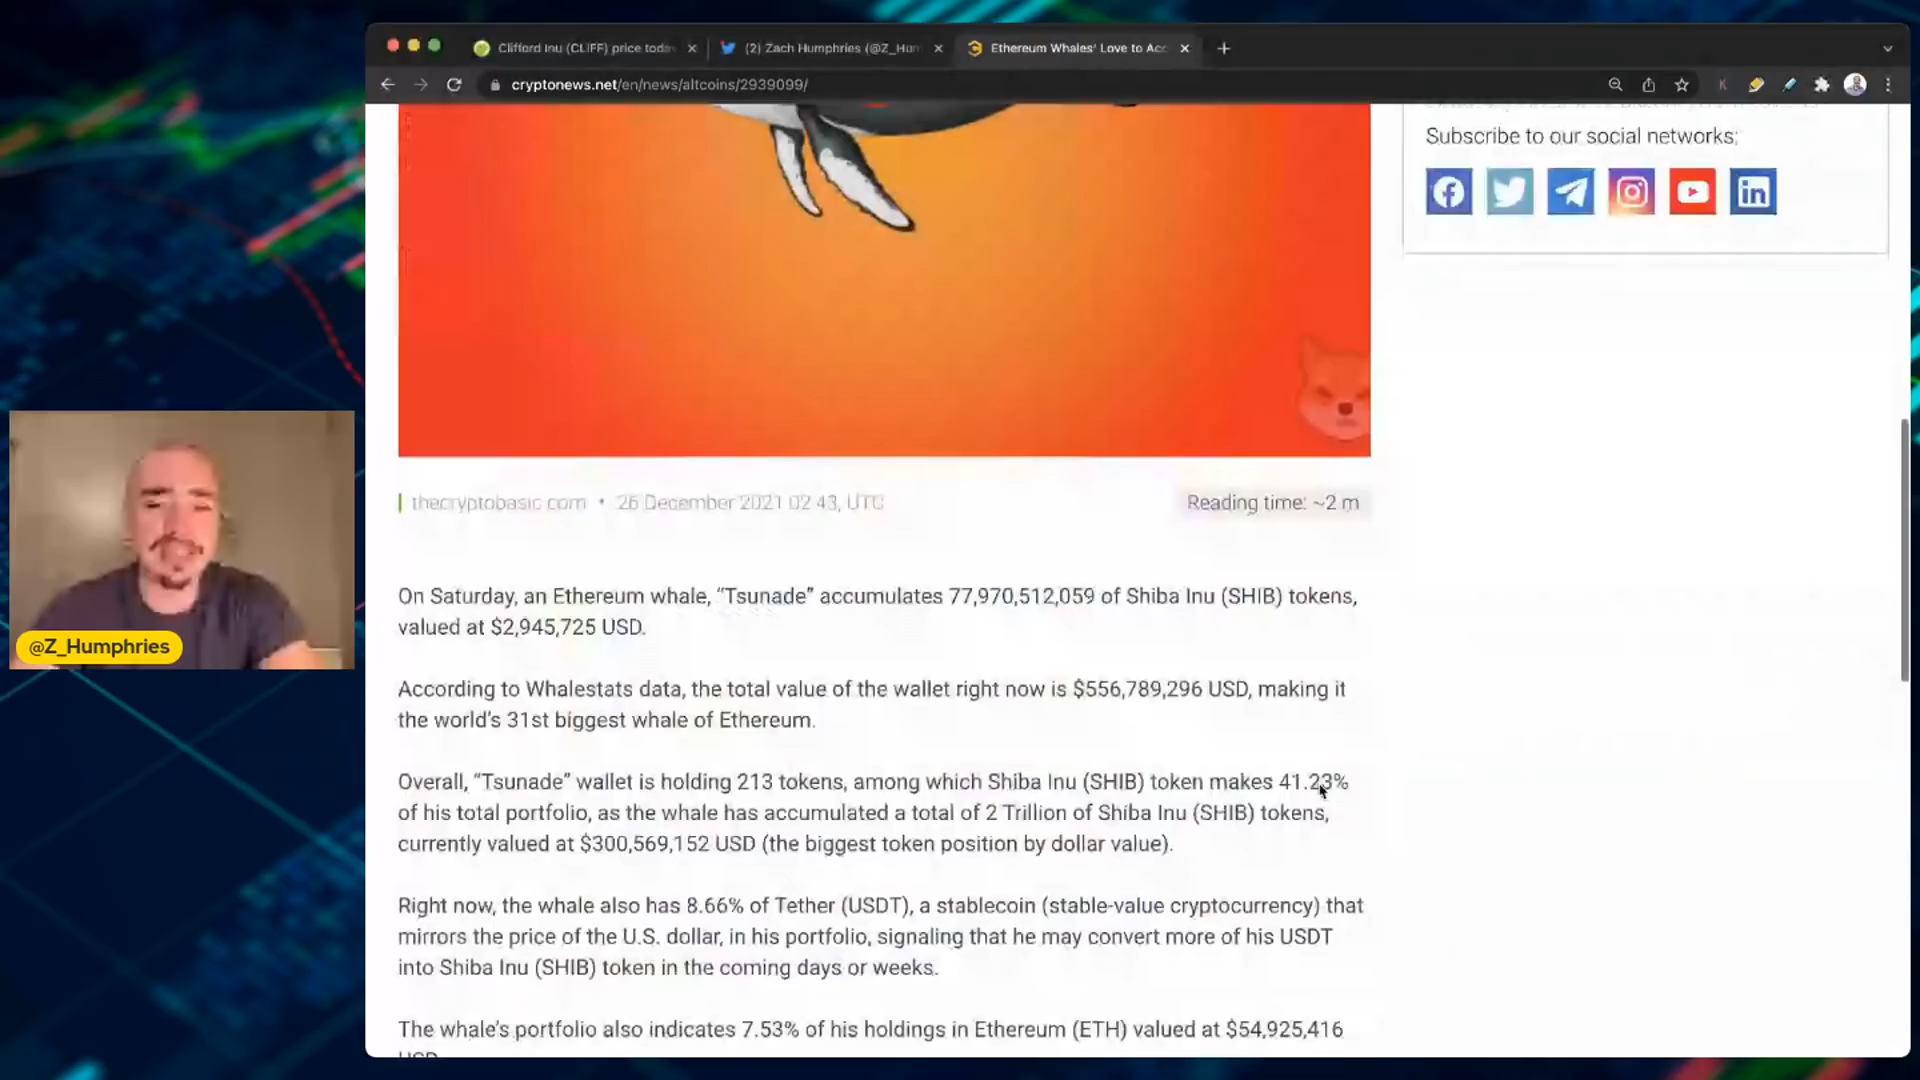 Clifford Inu (CLIFF) price toda
(2) Zach Humphries (@Z_Hum
Ethereum Whales' Love to Acc
cryptonews.net/en/news/altcoins/2939099/
Subscribe to our social networks:
thecryptobasic.com • 26 December 2021 02:43, UTC
Reading time: ~2 m
On Saturday, an Ethereum whale, “Tsunade” accumulates 77,970,512,059 of Shiba Inu (SHIB) tokens,
valued at $2,945,725 USD.
According to Whalestats data, the total value of the wallet right now is $556,789,296 USD, making it
the world's 31st biggest whale of Ethereum.
Overall, “Tsunade” wallet is holding 213 tokens, among which Shiba Inu (SHIB) token makes 41.23%
of his total portfolio, as the whale has accumulated a total of 2 Trillion of Shiba Inu (SHIB) tokens,
currently valued at $300,569,152 USD (the biggest token position by dollar value).
Right now, the whale also has 8.66% of Tether (USDT), a stablecoin (stable-value cryptocurrency) that
mirrors the price of the U.S. dollar, in his portfolio, signaling that he may convert more of his USDT
into Shiba Inu (SHIB) token in the coming days or weeks.
The whale's portfolio also indicates 7.53% of his holdings in Ethereum (ETH) valued at $54,925,416
USD
@Z_Humphries